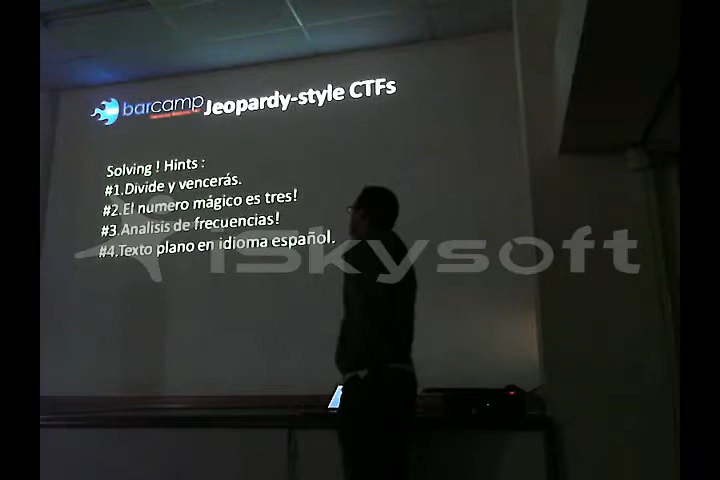 barcamp Jeopardy-style CTFs
Solving ! Hints :
#1.Divide y vencerás.
#2.El numero mágico es tres!
#3.Analisis de frecuencias!
#4.Texto plano en idioma español.
iSkysoft